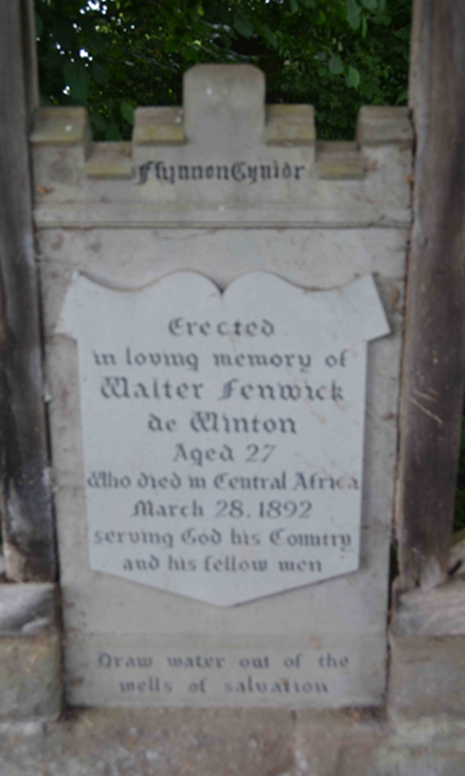 Ffynnon Cynidr
Erected
in loving memory of
Walter Fenwick
de Winton
Aged 27
Who died in Central Africa
March 28. 1892
serving God his Country
and his fellow men
Draw water out of the
wells of salvation